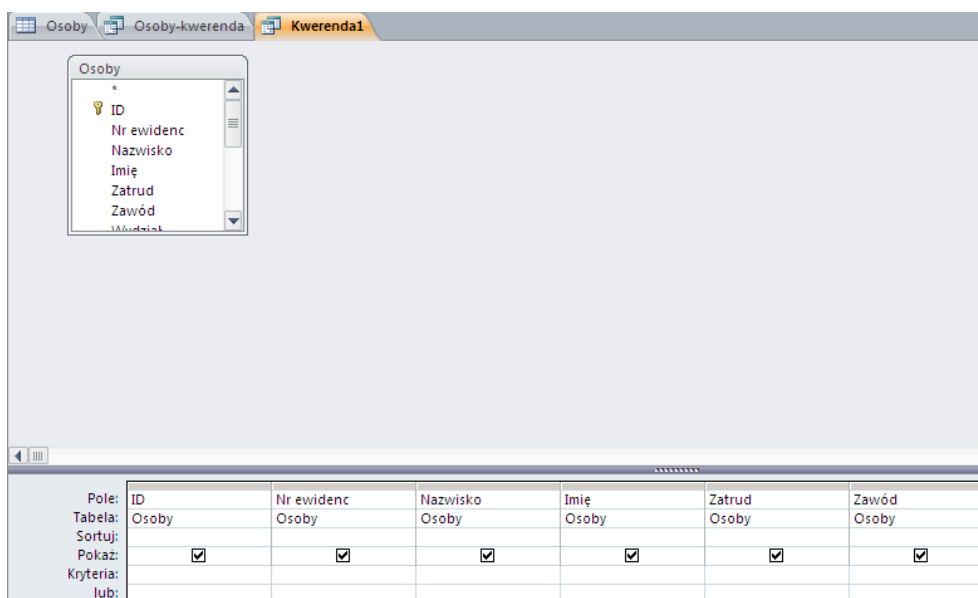 Osoby Osoby-kwerenda Kwerenda1
Osoby
*
ID
Nr ewidenc
Nazwisko
Imię
Zatrud
Zawód
Wydział
Pole: ID Nr ewidenc Nazwisko Imię Zatrud Zawód
Tabela: Osoby Osoby Osoby Osoby Osoby Osoby
Sortuj:
Pokaż:
Kryteria:
lub: